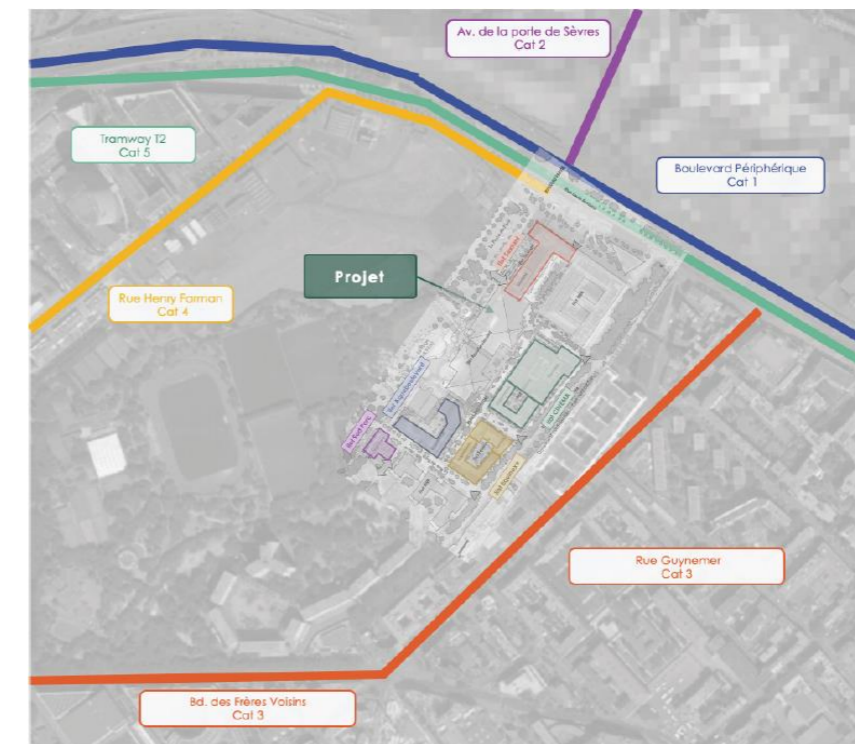 Av. de la porte de Sèvres
Cat 2
Tramway T2
Cat 5
Boulevard Périphérique
Cat 1
Projet
Rue Henry Farman
Cat 4
Rue Guynemer
Cat 3
Bd. des Frères Voisins
Cat 3